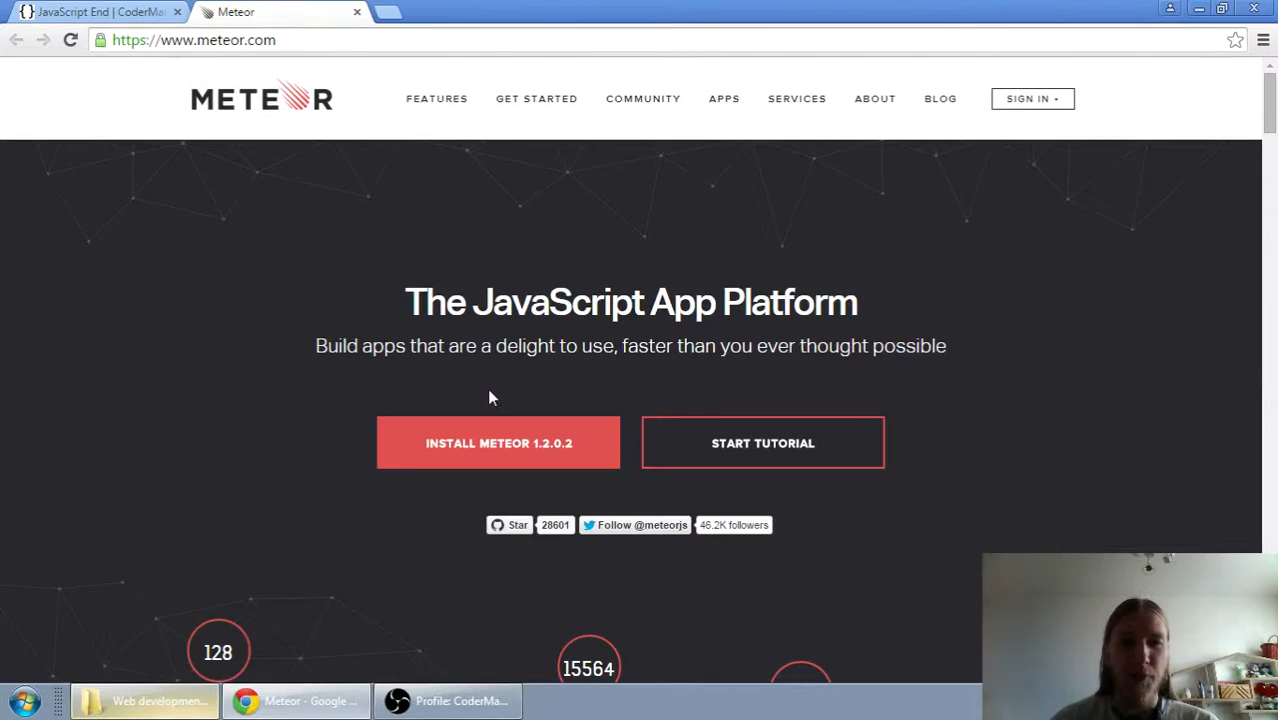 {} JavaScript End | CoderMa
Meteor
https://www.meteor.com
METEOR
FEATURES
GET STARTED
COMMUNITY
APPS
SERVICES
ABOUT
BLOG
SIGN IN
The JavaScript App Platform
Build apps that are a delight to use, faster than you ever thought possible
INSTALL METEOR 1.2.0.2
START TUTORIAL
Star
28601
Follow @meteorjs
46.2K followers
128
15564
Web developmen...
Meteor - Google ...
Profile: CoderMa...